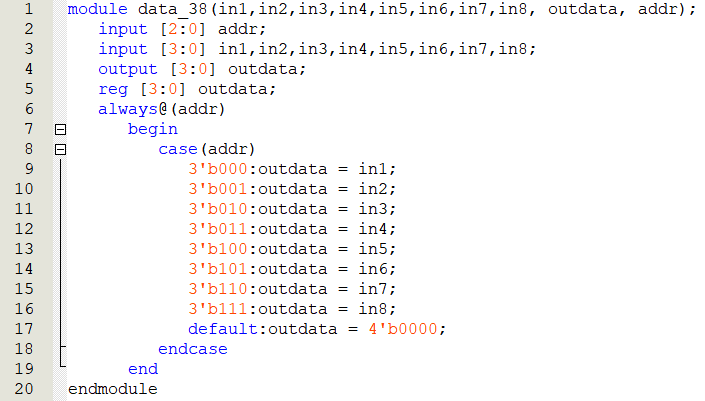 1 module data_38(in1,in2,in3,in4,in5,in6,in7,in8, outdata, addr);
2 input [2:0] addr;
3 input [3:0] in1,in2,in3,in4,in5,in6,in7,in8;
4 output [3:0] outdata;
5 reg [3:0] outdata;
6 always@(addr)
7 begin
8 case(addr)
9 3'b000:outdata = in1;
10 3'b001:outdata = in2;
11 3'b010:outdata = in3;
12 3'b011:outdata = in4;
13 3'b100:outdata = in5;
14 3'b101:outdata = in6;
15 3'b110:outdata = in7;
16 3'b111:outdata = in8;
17 default:outdata = 4'b0000;
18 endcase
19 end
20 endmodule